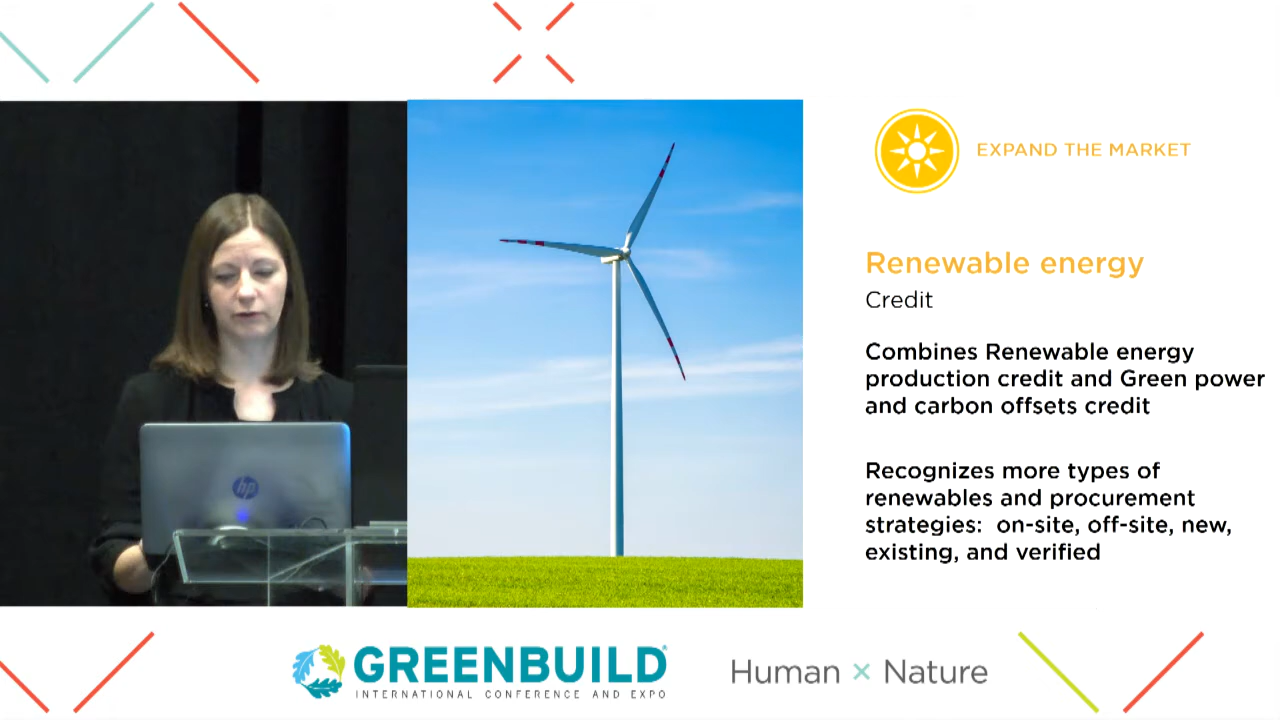 EXPAND THE MARKET
Renewable energy
Credit
Combines Renewable energy
production credit and Green power
and carbon offsets credit
Recognizes more types of
renewables and procurement
strategies: on-site, off-site, new,
existing, and verified
hp
GREENBUILD®
INTERNATIONAL CONFERENCE AND EXPO
Human × Nature